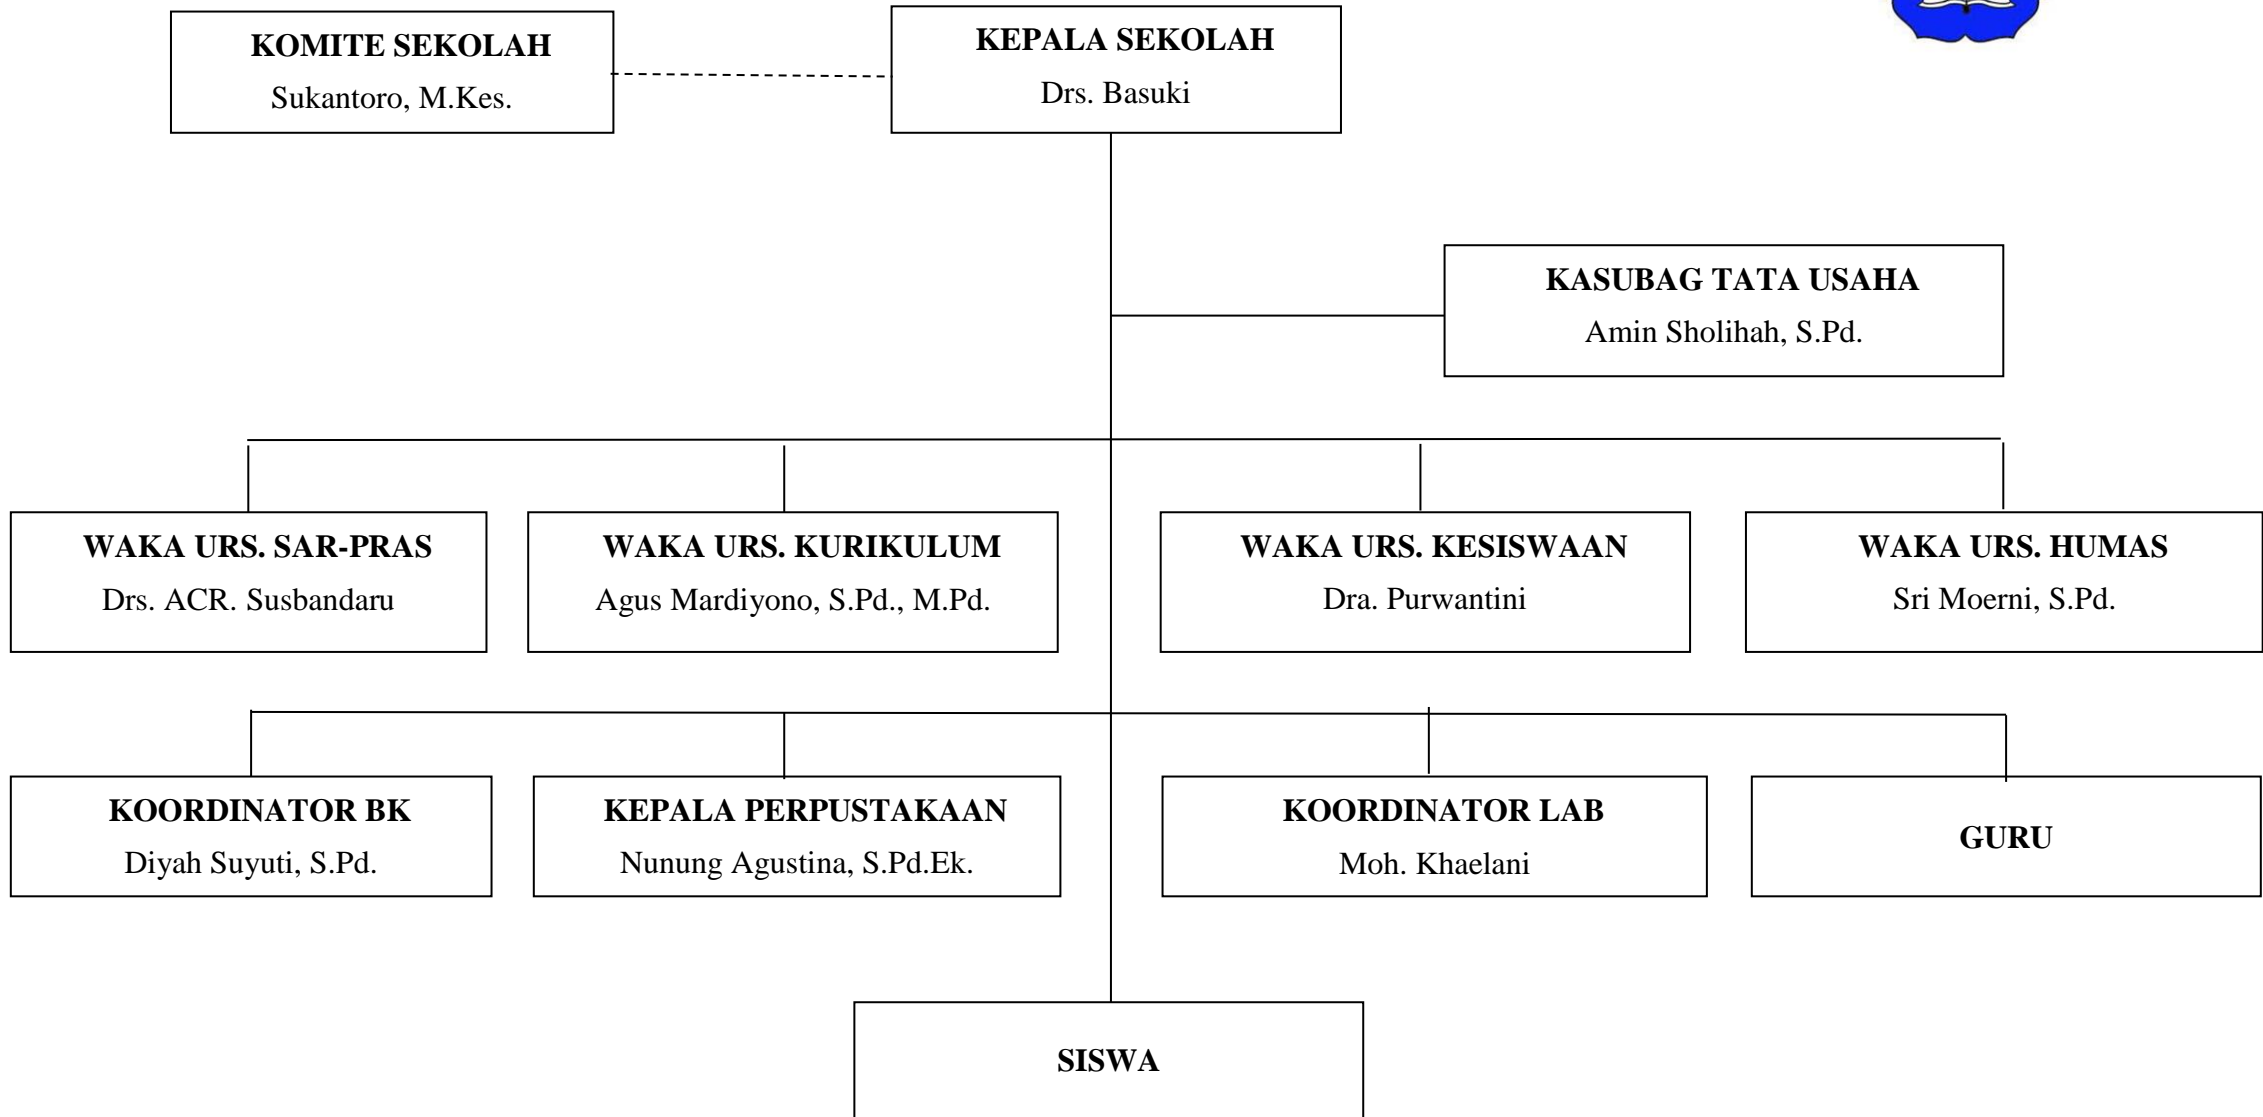 KOMITE SEKOLAH
Sukantoro, M.Kes.
KEPALA SEKOLAH
Drs. Basuki
KASUBAG TATA USAHA
Amin Sholihah, S.Pd.
WAKA URS. SAR-PRAS
Drs. ACR. Susbandaru
WAKA URS. KURIKULUM
Agus Mardiyono, S.Pd., M.Pd.
WAKA URS. KESISWAAN
Dra. Purwantini
WAKA URS. HUMAS
Sri Moerni, S.Pd.
KOORDINATOR BK
Diyah Suyuti, S.Pd.
KEPALA PERPUSTAKAAN
Nunung Agustina, S.Pd.Ek.
KOORDINATOR LAB
Moh. Khaelani
GURU
SISWA